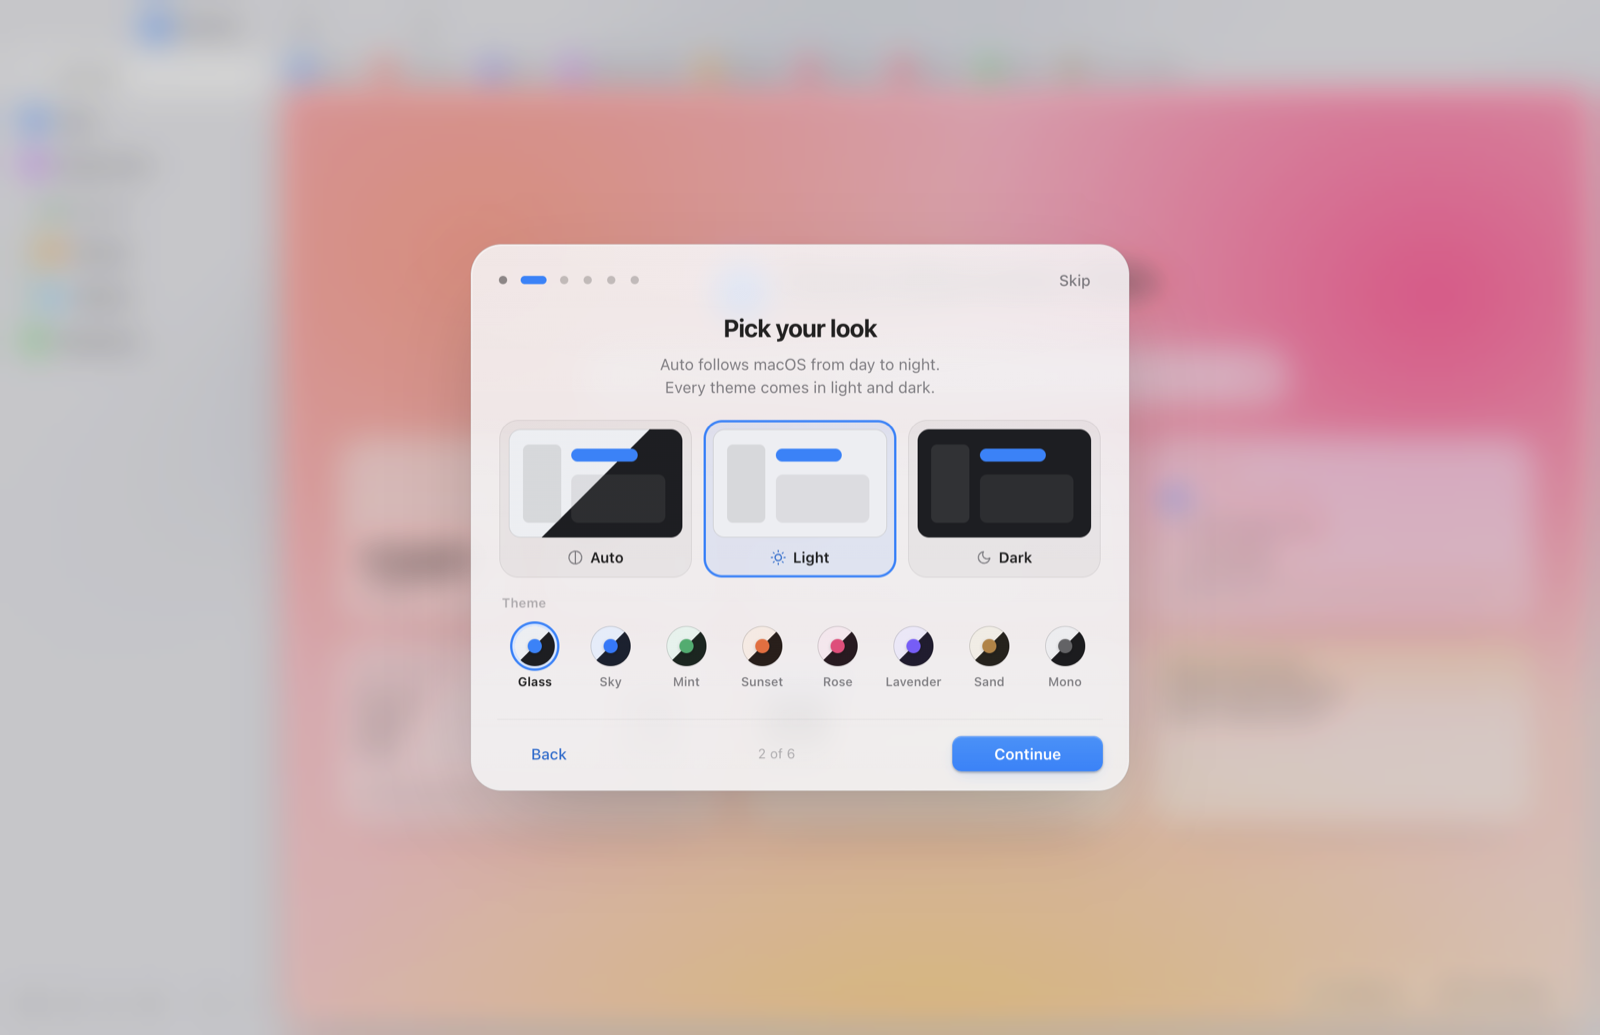 Skip
Pick your look
Auto follows macOS from day to night.
Every theme comes in light and dark.
Auto
Light
Dark
Theme
Glass
Sky
Mint
Sunset
Rose
Lavender
Sand
Mono
Back
2 of 6
Continue